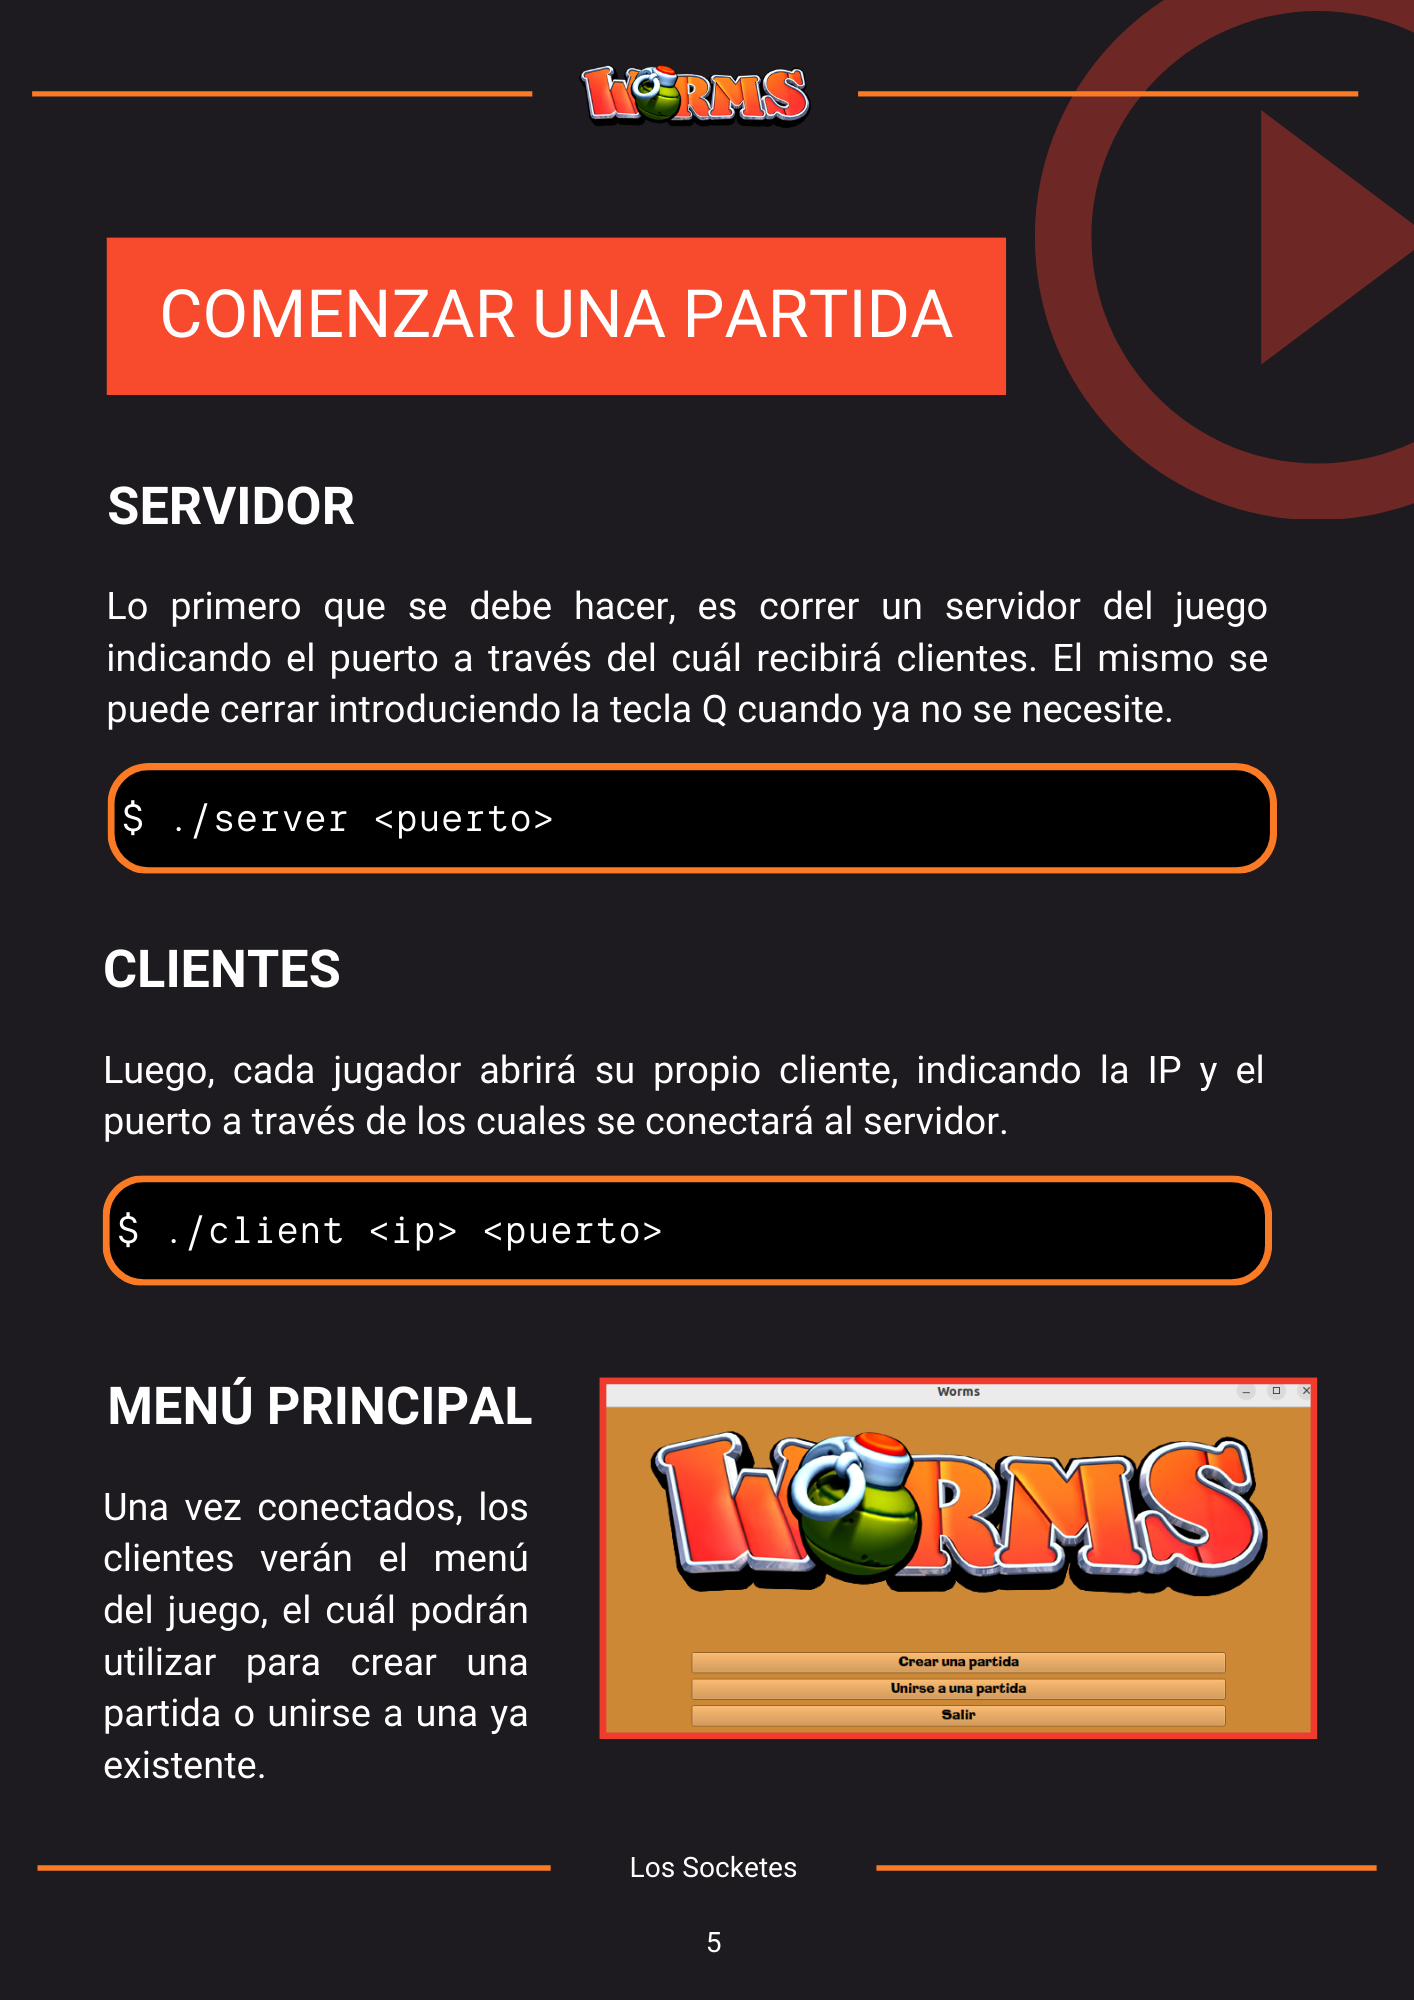 WORMS
COMENZAR UNA PARTIDA
SERVIDOR
Lo primero que se debe hacer, es correr un servidor del juego
indicando el puerto a través del cuál recibirá clientes. El mismo se
puede cerrar introduciendo la tecla Q cuando ya no se necesite.
$ ./server <puerto>
CLIENTES
Luego, cada jugador abrirá su propio cliente, indicando la IP y el
puerto a través de los cuales se conectará al servidor.
$ ./client <ip> <puerto>
MENÚ PRINCIPAL
Una vez conectados, los
clientes verán el menú
del juego, el cuál podrán
utilizar para crear una
partida o unirse a una ya
existente.
Worms
WORMS
Crear una partida
Unirse a una partida
Salir
Los Socketes
5